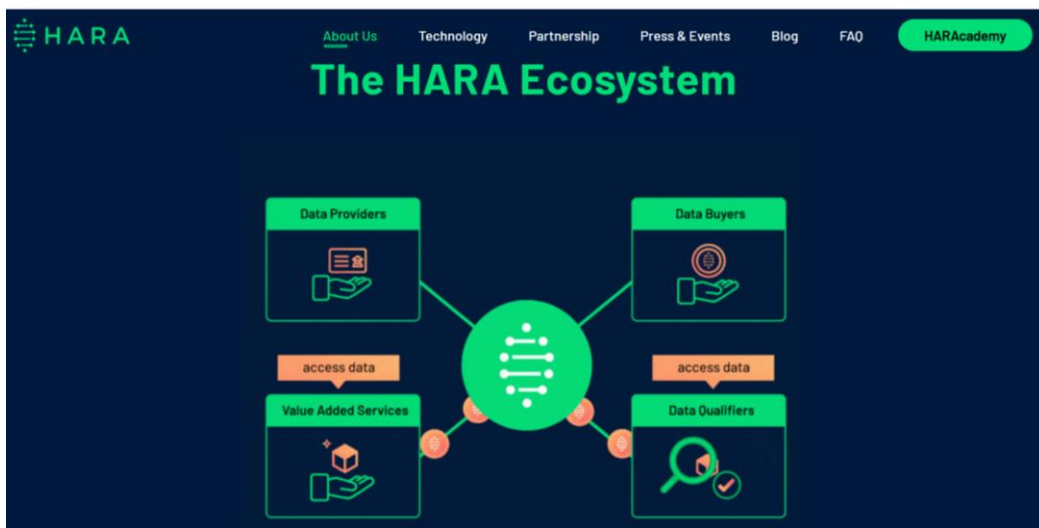 HARA
About Us
Technology
Partnership
Press & Events
Blog
FAQ
HARAcademy
The HARA Ecosystem
Data Providers
Data Buyers
access data
access data
Value Added Services
Data Qualifiers